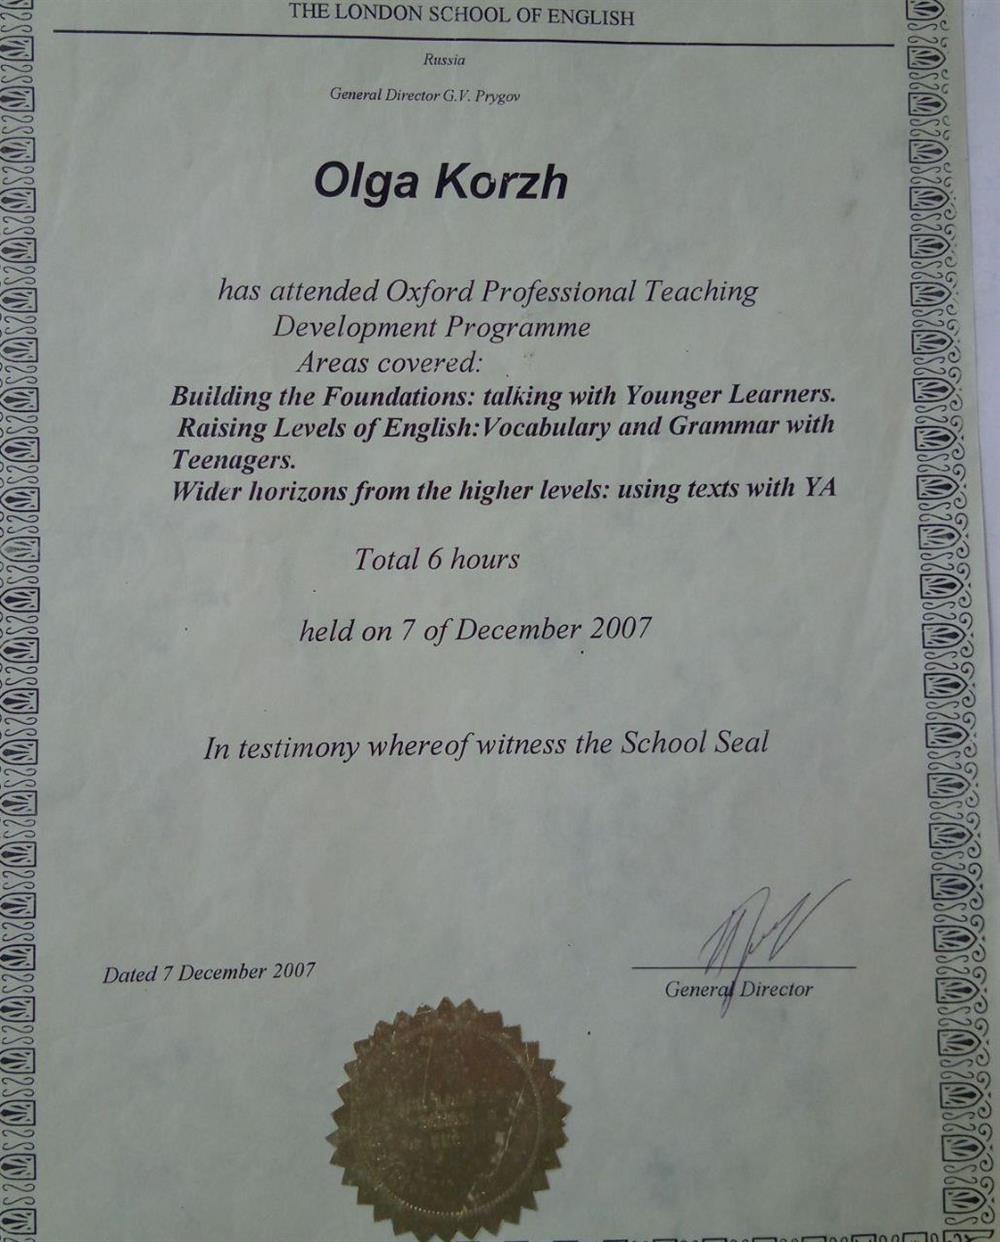 THE LONDON SCHOOL OF ENGLISH
Russia
General Director G.V. Prygov
Olga Korzh
has attended Oxford Professional Teaching
Development Programme
Areas covered:
Building the Foundations: talking with Younger Learners.
Raising Levels of English:Vocabulary and Grammar with
Teenagers.
Wider horizons from the higher levels: using texts with YA
Total 6 hours
held on 7 of December 2007
In testimony whereof witness the School Seal
Dated 7 December 2007
General Director